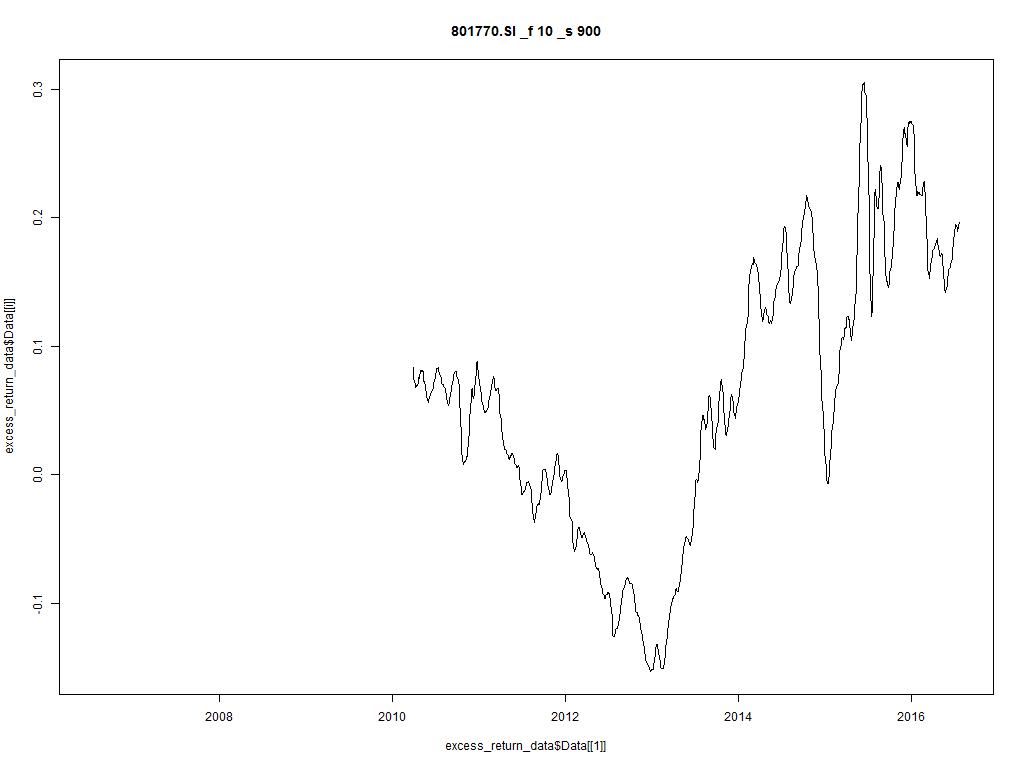 801770.SI _f 10 _s 900
0.3
0.2
0.1
0.0
-0.1
excess_return_data$Data[[i]]
2008 2010 2012 2014 2016
excess_return_data$Data[[1]]